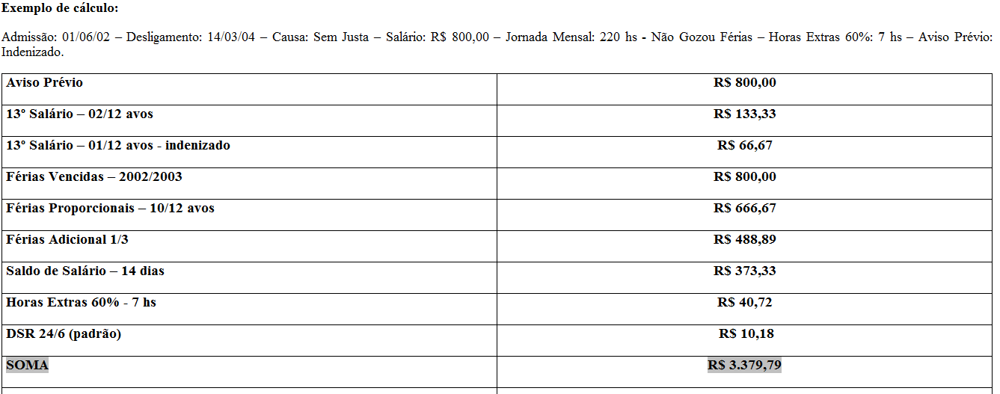 Exemplo de cálculo:
Admissão: 01/06/02 – Desligamento: 14/03/04 – Causa: Sem Justa – Salário: R$ 800,00 – Jornada Mensal: 220 hs - Não Gozou Férias – Horas Extras 60%: 7 hs – Aviso Prévio:
Indenizado.
Aviso Prévio R$ 800,00
13º Salário – 02/12 avos R$ 133,33
13º Salário – 01/12 avos - indenizado R$ 66,67
Férias Vencidas – 2002/2003 R$ 800,00
Férias Proporcionais – 10/12 avos R$ 666,67
Férias Adicional 1/3 R$ 488,89
Saldo de Salário – 14 dias R$ 373,33
Horas Extras 60% - 7 hs R$ 40,72
DSR 24/6 (padrão) R$ 10,18
SOMA R$ 3.379,79